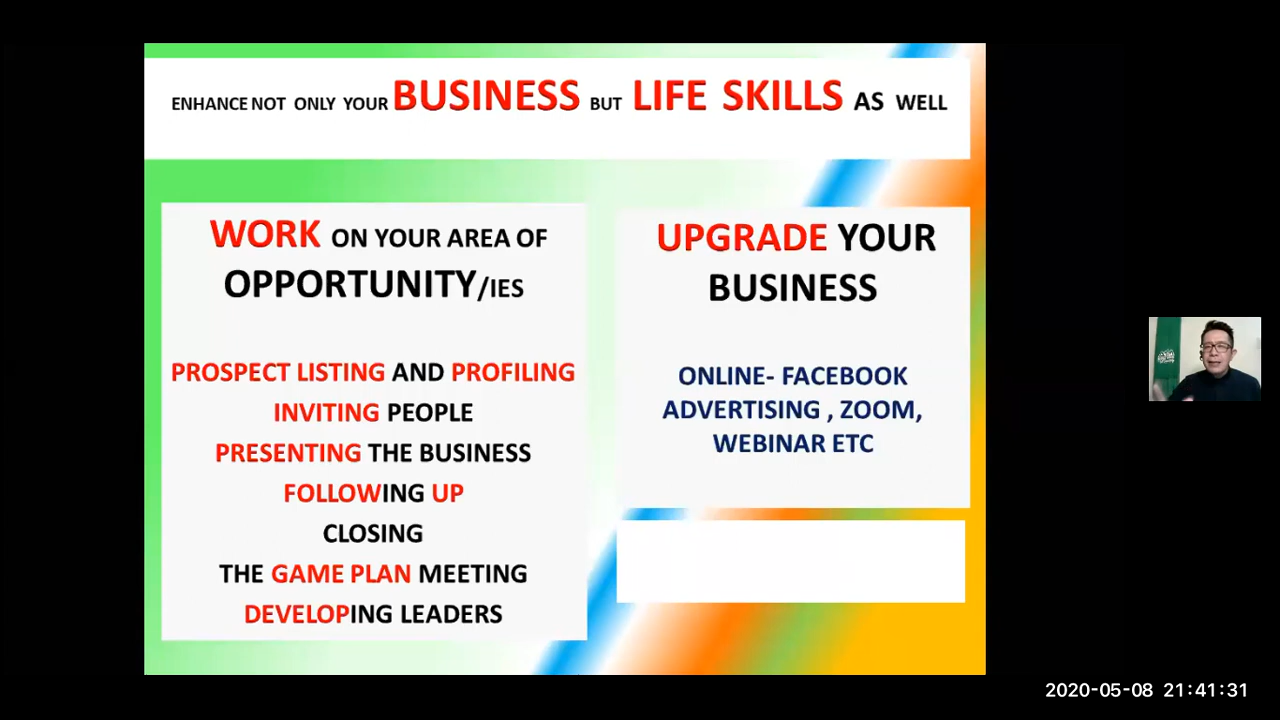 ENHANCE NOT ONLY YOUR BUSINESS BUT LIFE SKILLS AS WELL
WORK ON YOUR AREA OF
OPPORTUNITY/IES
PROSPECT LISTING AND PROFILING
INVITING PEOPLE
PRESENTING THE BUSINESS
FOLLOWING UP
CLOSING
THE GAME PLAN MEETING
DEVELOPING LEADERS
UPGRADE YOUR
BUSINESS
ONLINE- FACEBOOK
ADVERTISING , ZOOM,
WEBINAR ETC
2020-05-08 21:41:31